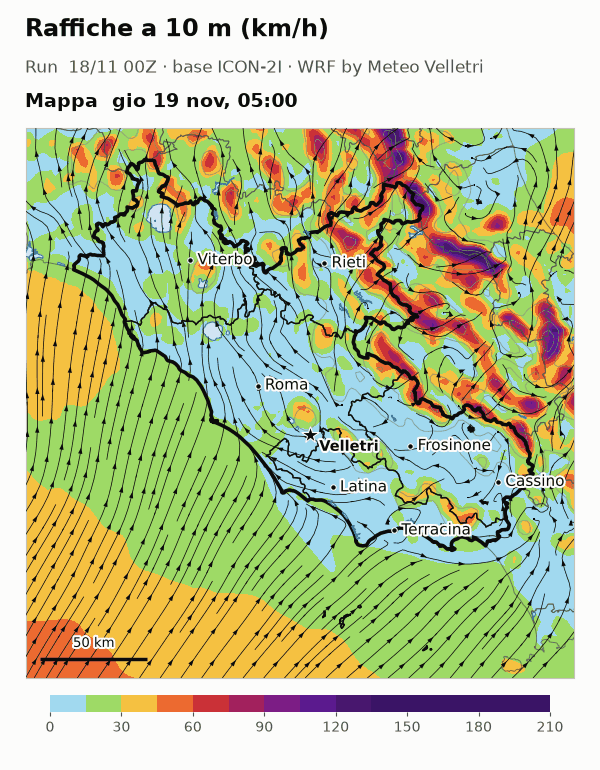 Raffiche a 10 m (km/h)
Run  18/11 00Z · base ICON-2I · WRF by Meteo Velletri
Mappa  gio 19 nov, 05:00
Viterbo
Rieti
Roma
Velletri
Frosinone
Latina
Cassino
Terracina
50 km
0 30 60 90 120 150 180 210